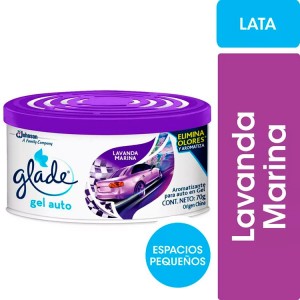 LATA
Johnson
A Family Company
LAVANDA
MARINA
ELIMINA
OLORES
Y AROMATIZA
glade
gel auto
Aromatizante
para auto en Gel
CONT. NETO: 70g
Origen China
ESPACIOS
PEQUEÑOS
Lavanda
Marina